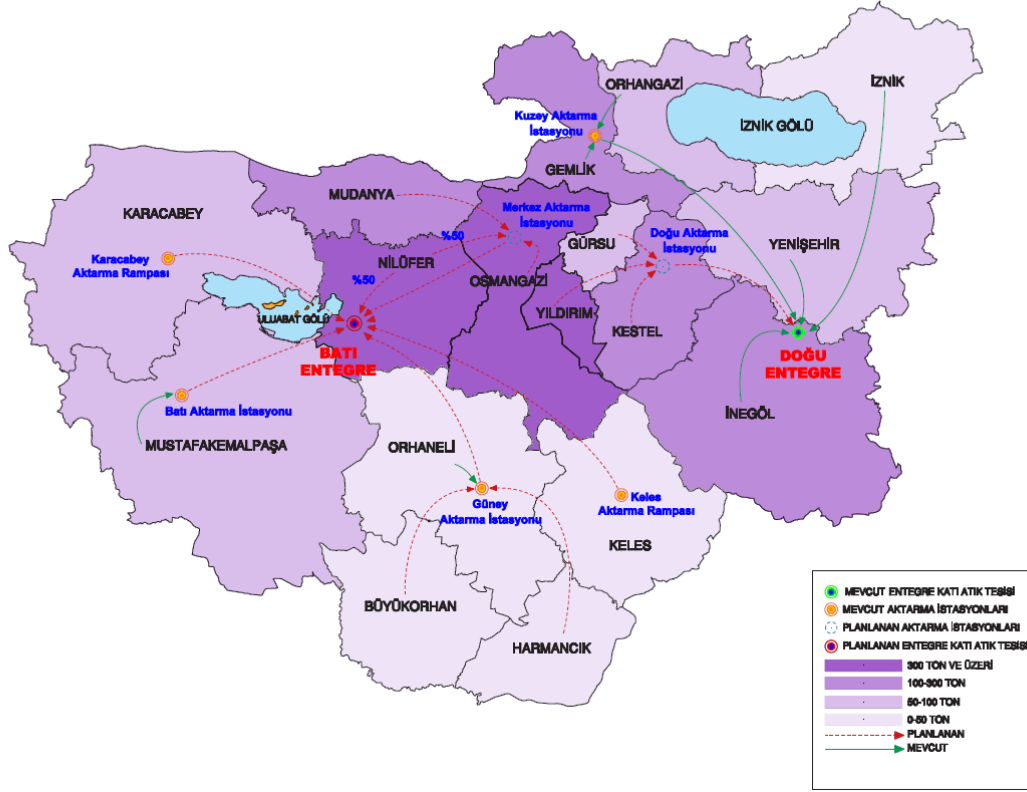 ORHANGAZİ
İZNİK
Kuzey Aktarma
İstasyonu
İZNİK GÖLÜ
GEMLİK
MUDANYA
KARACABEY
Merkez Aktarma
İstasyonu
%50
GÜRSU
Doğu Aktarma
İstasyonu
YENİŞEHİR
Karacabey
Aktarma Rampası
NİLÜFER
%50
OSMANGAZİ
ULUABAT GÖLÜ
YILDIRIM
KESTEL
BATI
ENTEGRE
DOĞU
ENTEGRE
Batı Aktarma İstasyonu
İNEGÖL
MUSTAFAKEMALPAŞA
ORHANELİ
Güney
Aktarma İstasyonu
Keles
Aktarma Rampası
KELES
BÜYÜKORHAN
HARMANCIK
MEVCUT ENTEGRE KATI ATIK TESİSİ
MEVCUT AKTARMA İSTASYONLARI
PLANLANAN AKTARMA İSTASYONLARI
PLANLANAN ENTEGRE KATI ATIK TESİSİ
300 TON VE ÜZERİ
100-300 TON
50-100 TON
0-50 TON
PLANLANAN
MEVCUT